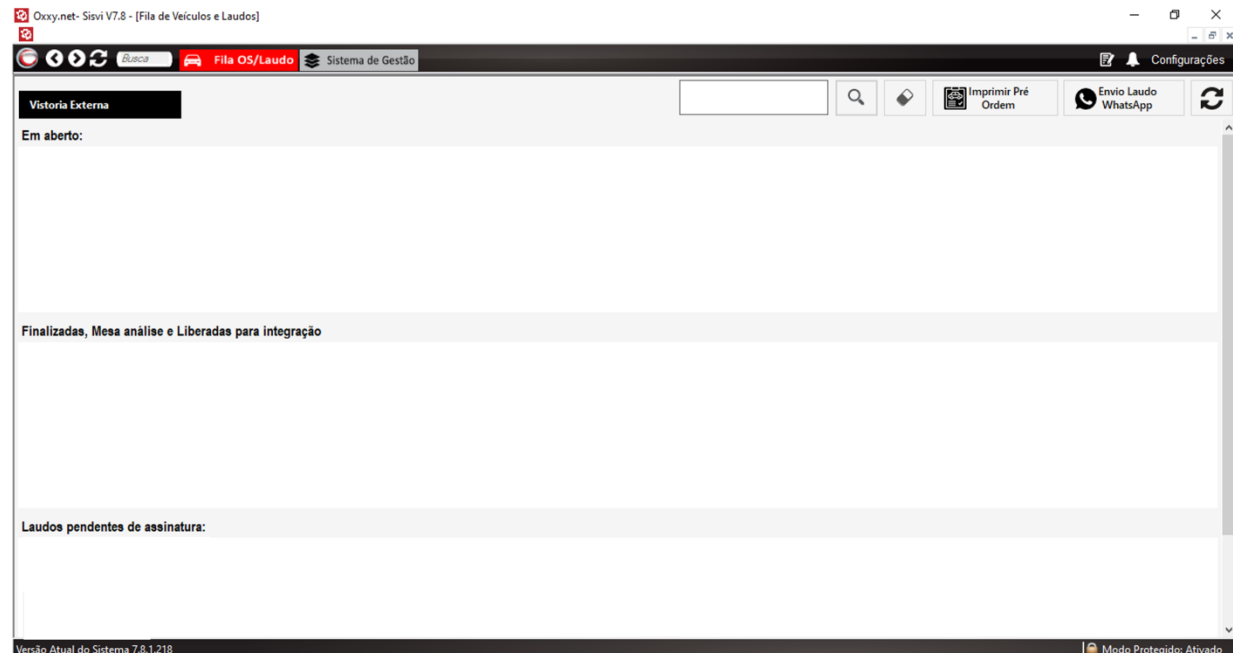 Oxxy.net- Sisvi V7.8 - [Fila de Veículos e Laudos]
Busca
Fila OS/Laudo
Sistema de Gestão
Configurações
Vistoria Externa
Imprimir Pré
Ordem
Envio Laudo
WhatsApp
Em aberto:
Finalizadas, Mesa análise e Liberadas para integração
Laudos pendentes de assinatura:
Versão Atual do Sistema 7.8.1.218
Modo Protegido: Ativado